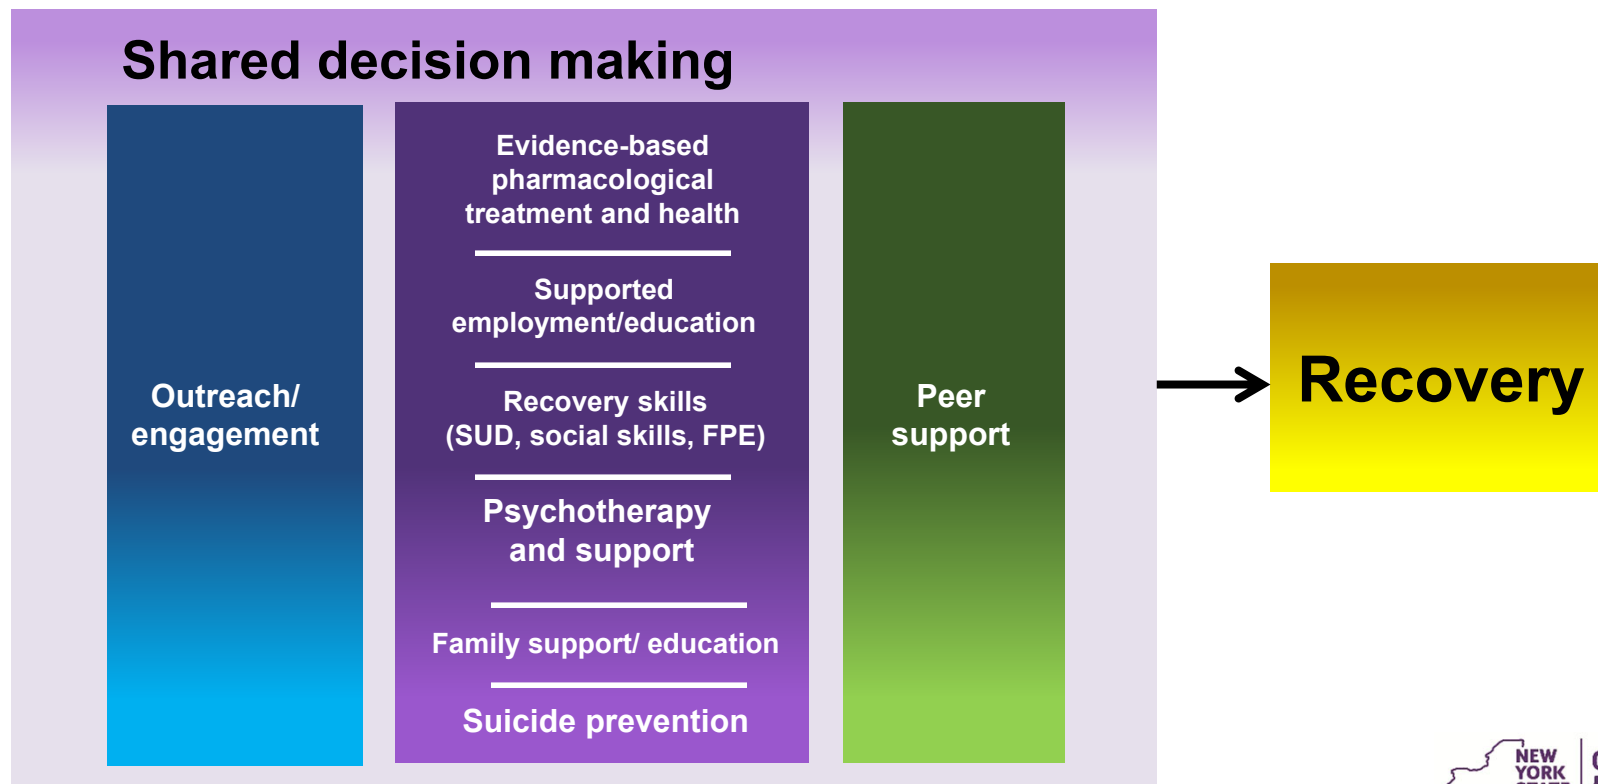 Shared decision making
Outreach/
engagement
Evidence-based
pharmacological
treatment and health
Supported
employment/education
Recovery skills
(SUD, social skills, FPE)
Psychotherapy
and support
Family support/ education
Suicide prevention
Peer
support
Recovery
NEW
YORK